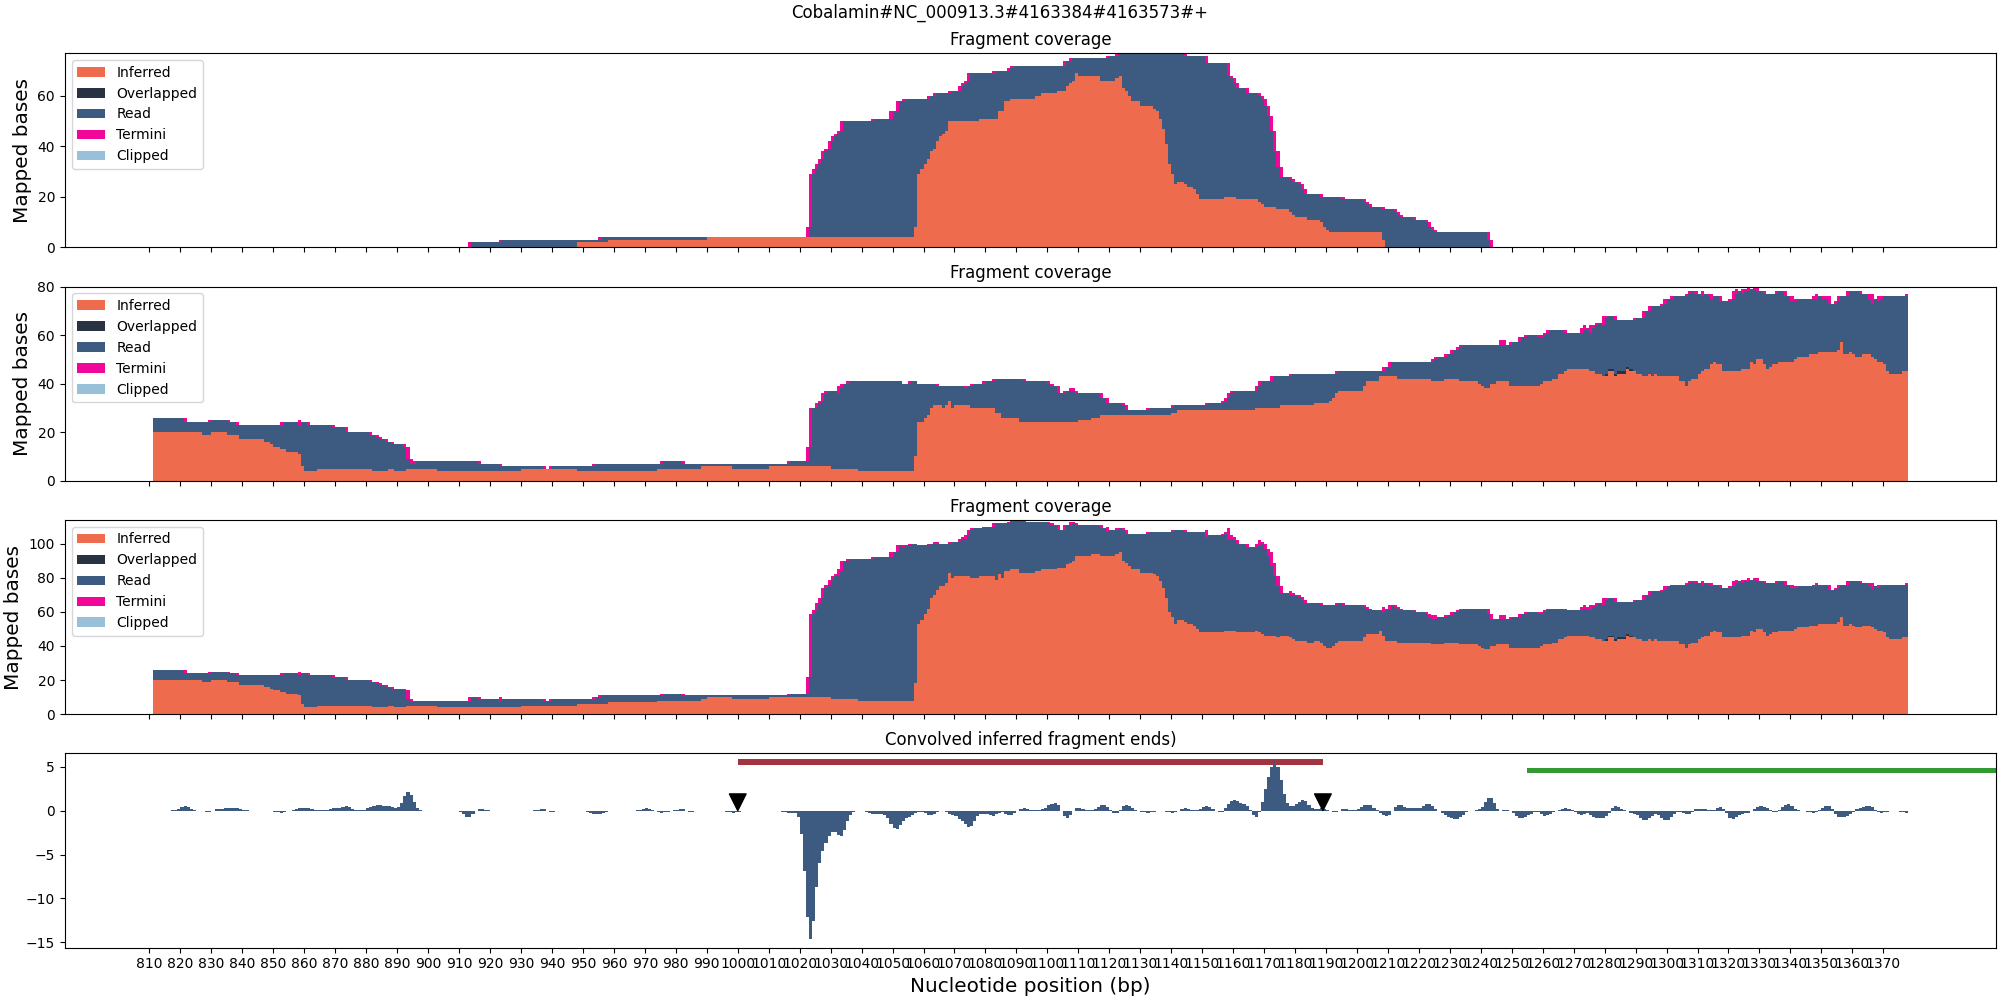 Cobalamin#NC_000913.3#4163384#4163573#+
Fragment coverage
Mapped bases
60
40
20
0
Inferred
Overlapped
Read
Termini
Clipped
Fragment coverage
Mapped bases
80
60
40
20
0
Inferred
Overlapped
Read
Termini
Clipped
Fragment coverage
Mapped bases
100
80
60
40
20
0
Inferred
Overlapped
Read
Termini
Clipped
Convolved inferred fragment ends)
5
0
−5
−10
−15
810 820 830 840 850 860 870 880 890 900 910 920 930 940 950 960 970 980 990 1000 1010 1020 1030 1040 1050 1060 1070 1080 1090 1100 1110 1120 1130 1140 1150 1160 1170 1180 1190 1200 1210 1220 1230 1240 1250 1260 1270 1280 1290 1300 1310 1320 1330 1340 1350 1360 1370
Nucleotide position (bp)